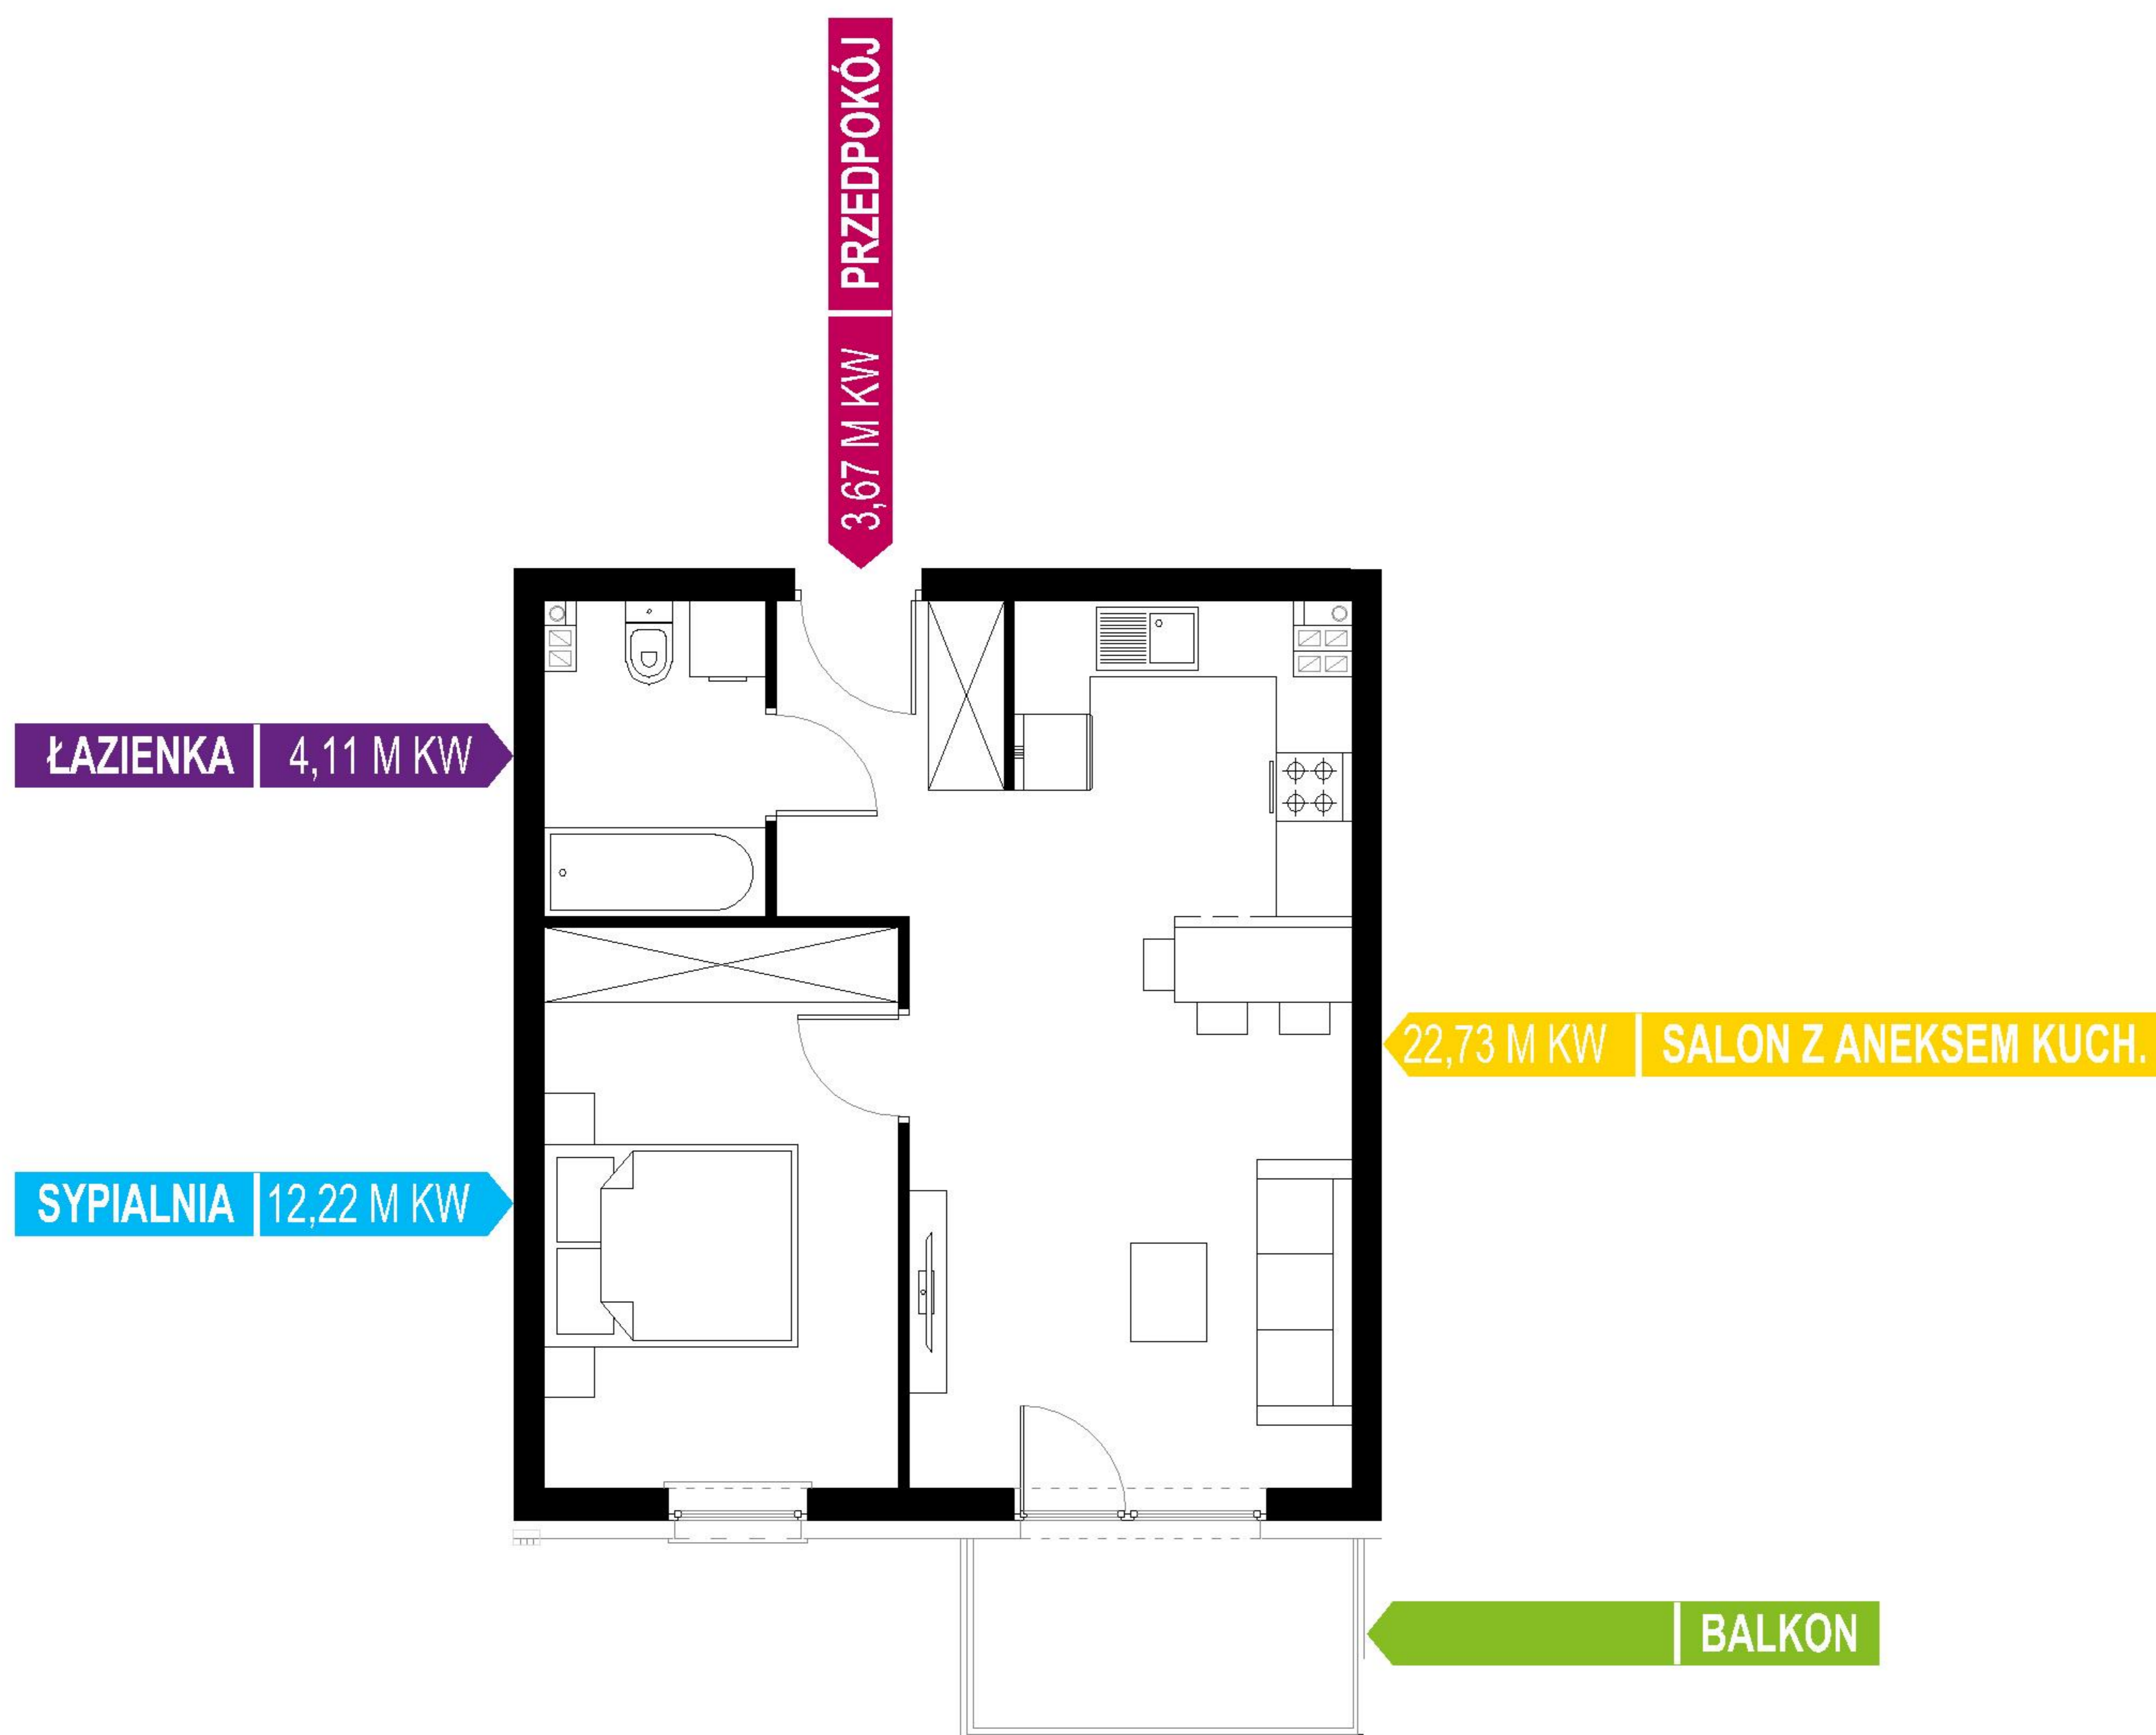 PRZEDPOKÓJ
3,67 M KW
ŁAZIENKA
4,11 M KW
22,73 M KW
SALON Z ANEKSEM KUCH.
SYPIALNIA
12,22 M KW
BALKON